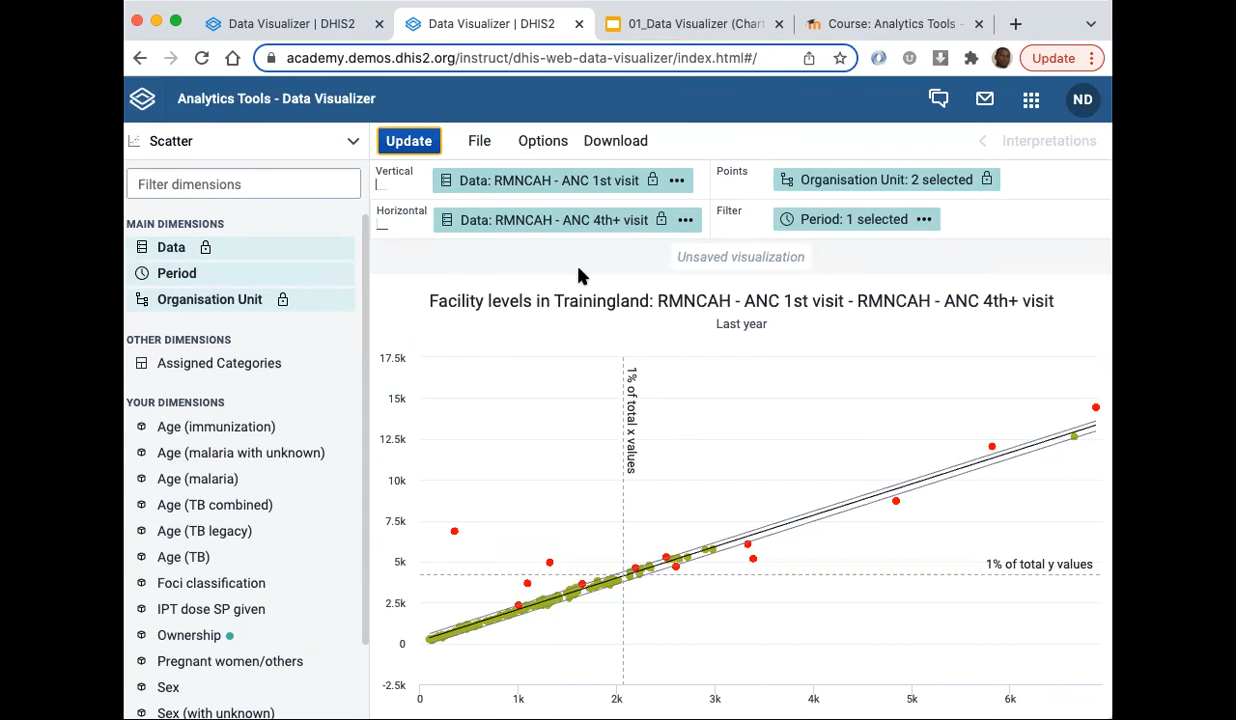 Data Visualizer | DHIS2
Data Visualizer | DHIS2
01_Data Visualizer (Chart
Course: Analytics Tools -
academy.demos.dhis2.org/instruct/dhis-web-data-visualizer/index.html#/
Update
Analytics Tools - Data Visualizer
ND
Scatter
Update
File
Options
Download
Interpretations
Filter dimensions
Vertical
Data: RMNCAH - ANC 1st visit
Points
Organisation Unit: 2 selected
Horizontal
Data: RMNCAH - ANC 4th+ visit
Filter
Period: 1 selected
MAIN DIMENSIONS
Data
Period
Organisation Unit
OTHER DIMENSIONS
Assigned Categories
YOUR DIMENSIONS
Age (immunization)
Age (malaria with unknown)
Age (malaria)
Age (TB combined)
Age (TB legacy)
Age (TB)
Foci classification
IPT dose SP given
Ownership
Pregnant women/others
Sex
Sex (with unknown)
Unsaved visualization
Facility levels in Trainingland: RMNCAH - ANC 1st visit - RMNCAH - ANC 4th+ visit
Last year
17.5k
15k
12.5k
10k
7.5k
5k
2.5k
0
-2.5k
1% of total x values
1% of total y values
0
1k
2k
3k
4k
5k
6k